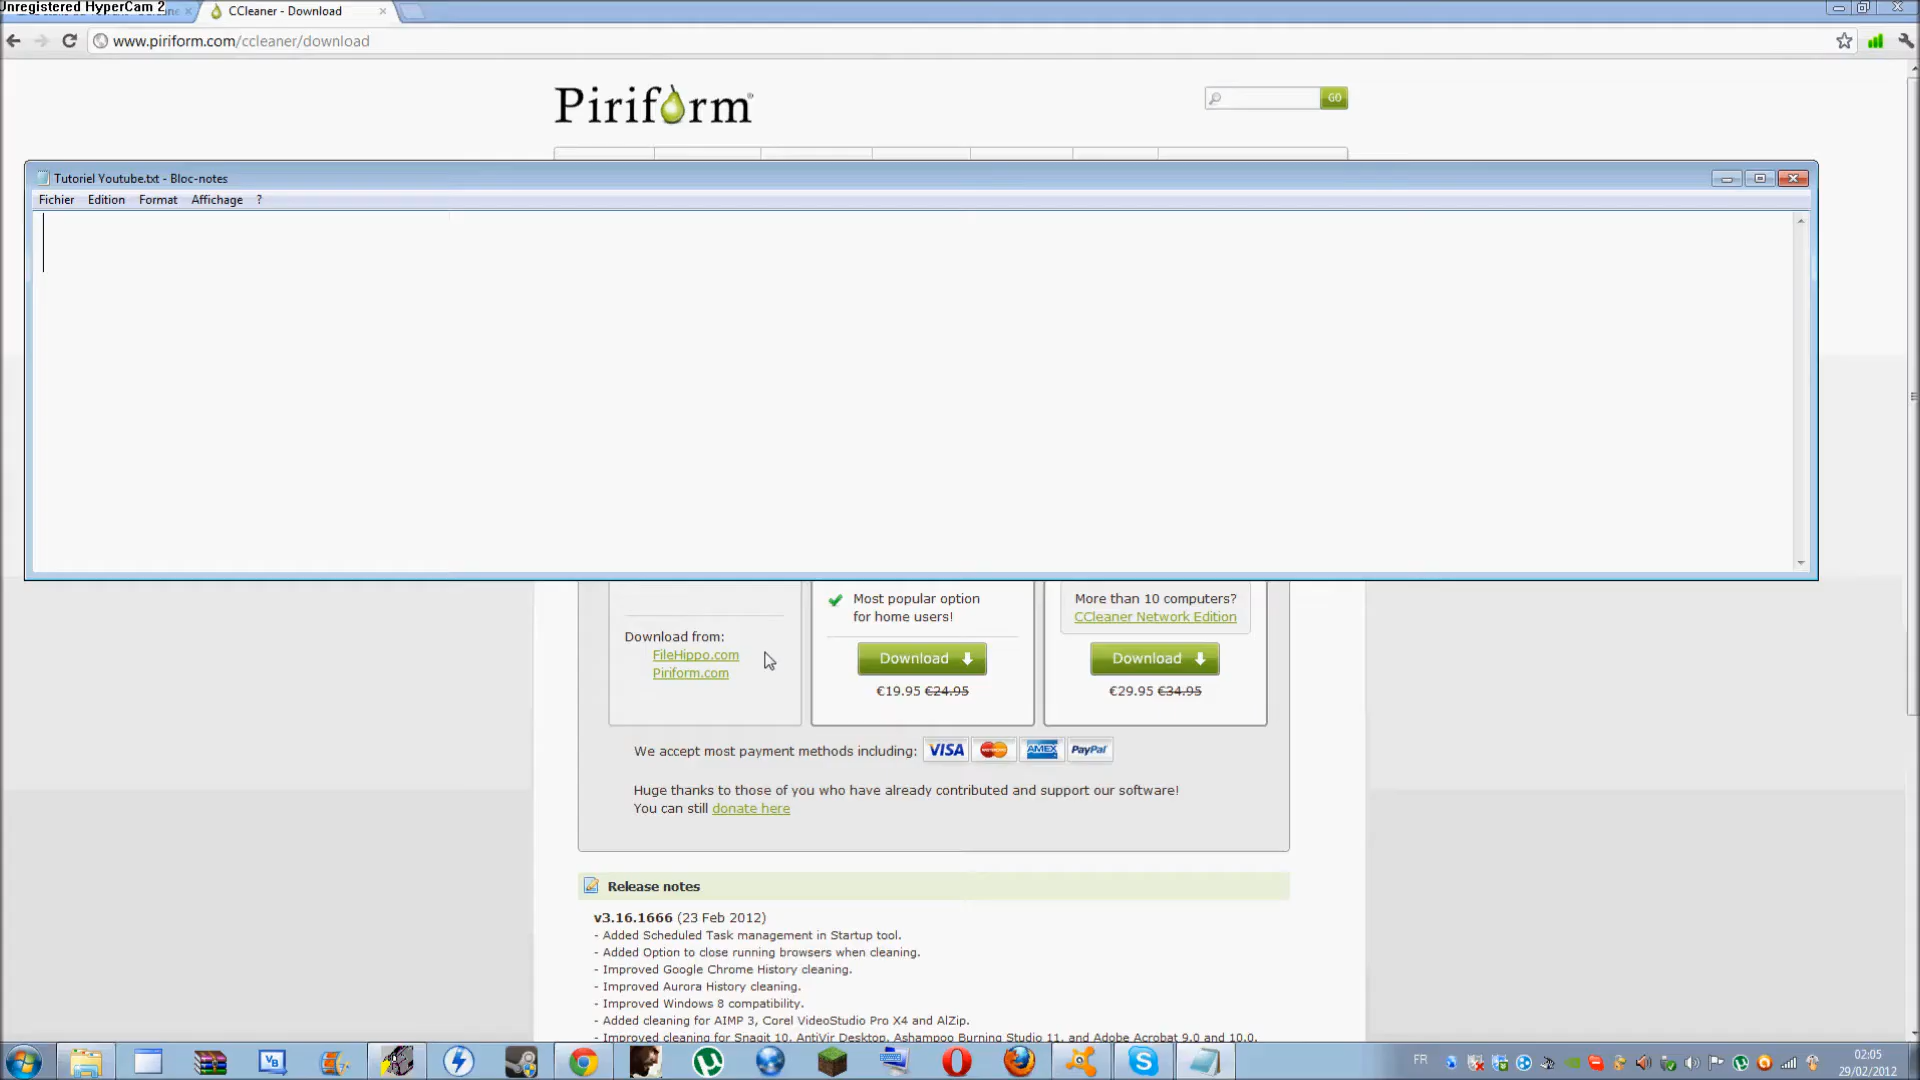 Unregistered HyperCam 2
CCleaner - Download
www.piriform.com/ccleaner/download
Piriform
GO
Tutoriel Youtube.txt - Bloc-notes
Fichier Edition Format Affichage ?
Most popular option
for home users!
More than 10 computers?
CCleaner Network Edition
Download from:
FileHippo.com
Piriform.com
Download
€19.95 €24.95
Download
€29.95 €34.95
We accept most payment methods including: VISA MasterCard AMEX PayPal
Huge thanks to those of you who have already contributed and support our software!
You can still donate here
Release notes
v3.16.1666 (23 Feb 2012)
- Added Scheduled Task management in Startup tool.
- Added Option to close running browsers when cleaning.
- Improved Google Chrome History cleaning.
- Improved Aurora History cleaning.
- Improved Windows 8 compatibility.
- Added cleaning for AIMP 3, Corel VideoStudio Pro X4 and AlZip.
- Improved cleaning for Snagit 10, AntiVir Desktop, Ashampoo Burning Studio 11, and Adobe Acrobat 9.0 and 10.0.
FR
02:05
29/02/2012